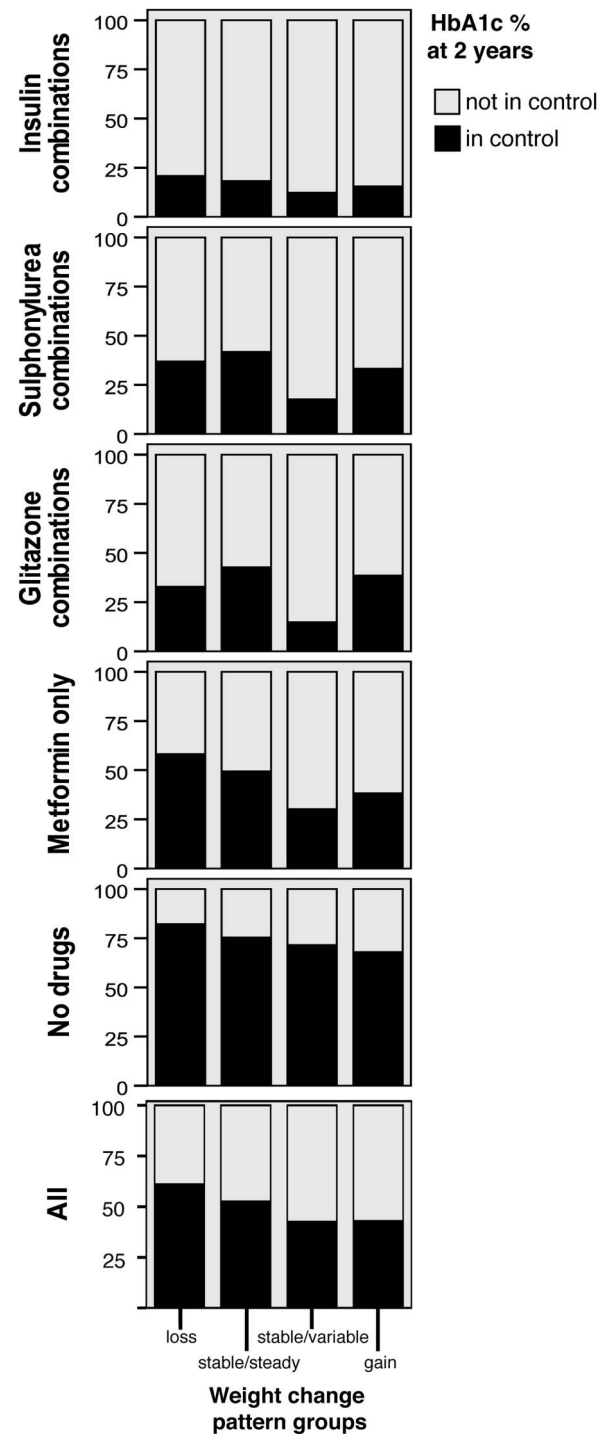 HbA1c %
at 2 years
not in control
in control
Insulin
combinations
100
50
25
0
Sulphonylurea
combinations
100
75
50
25
0
Glitazone
combinations
100
75
50
25
0
Metformin only
100
75
50
25
0
No drugs
100
75
50
25
0
All
100
75
50
25
loss
stable/variable
stable/steady
gain
Weight change
pattern groups